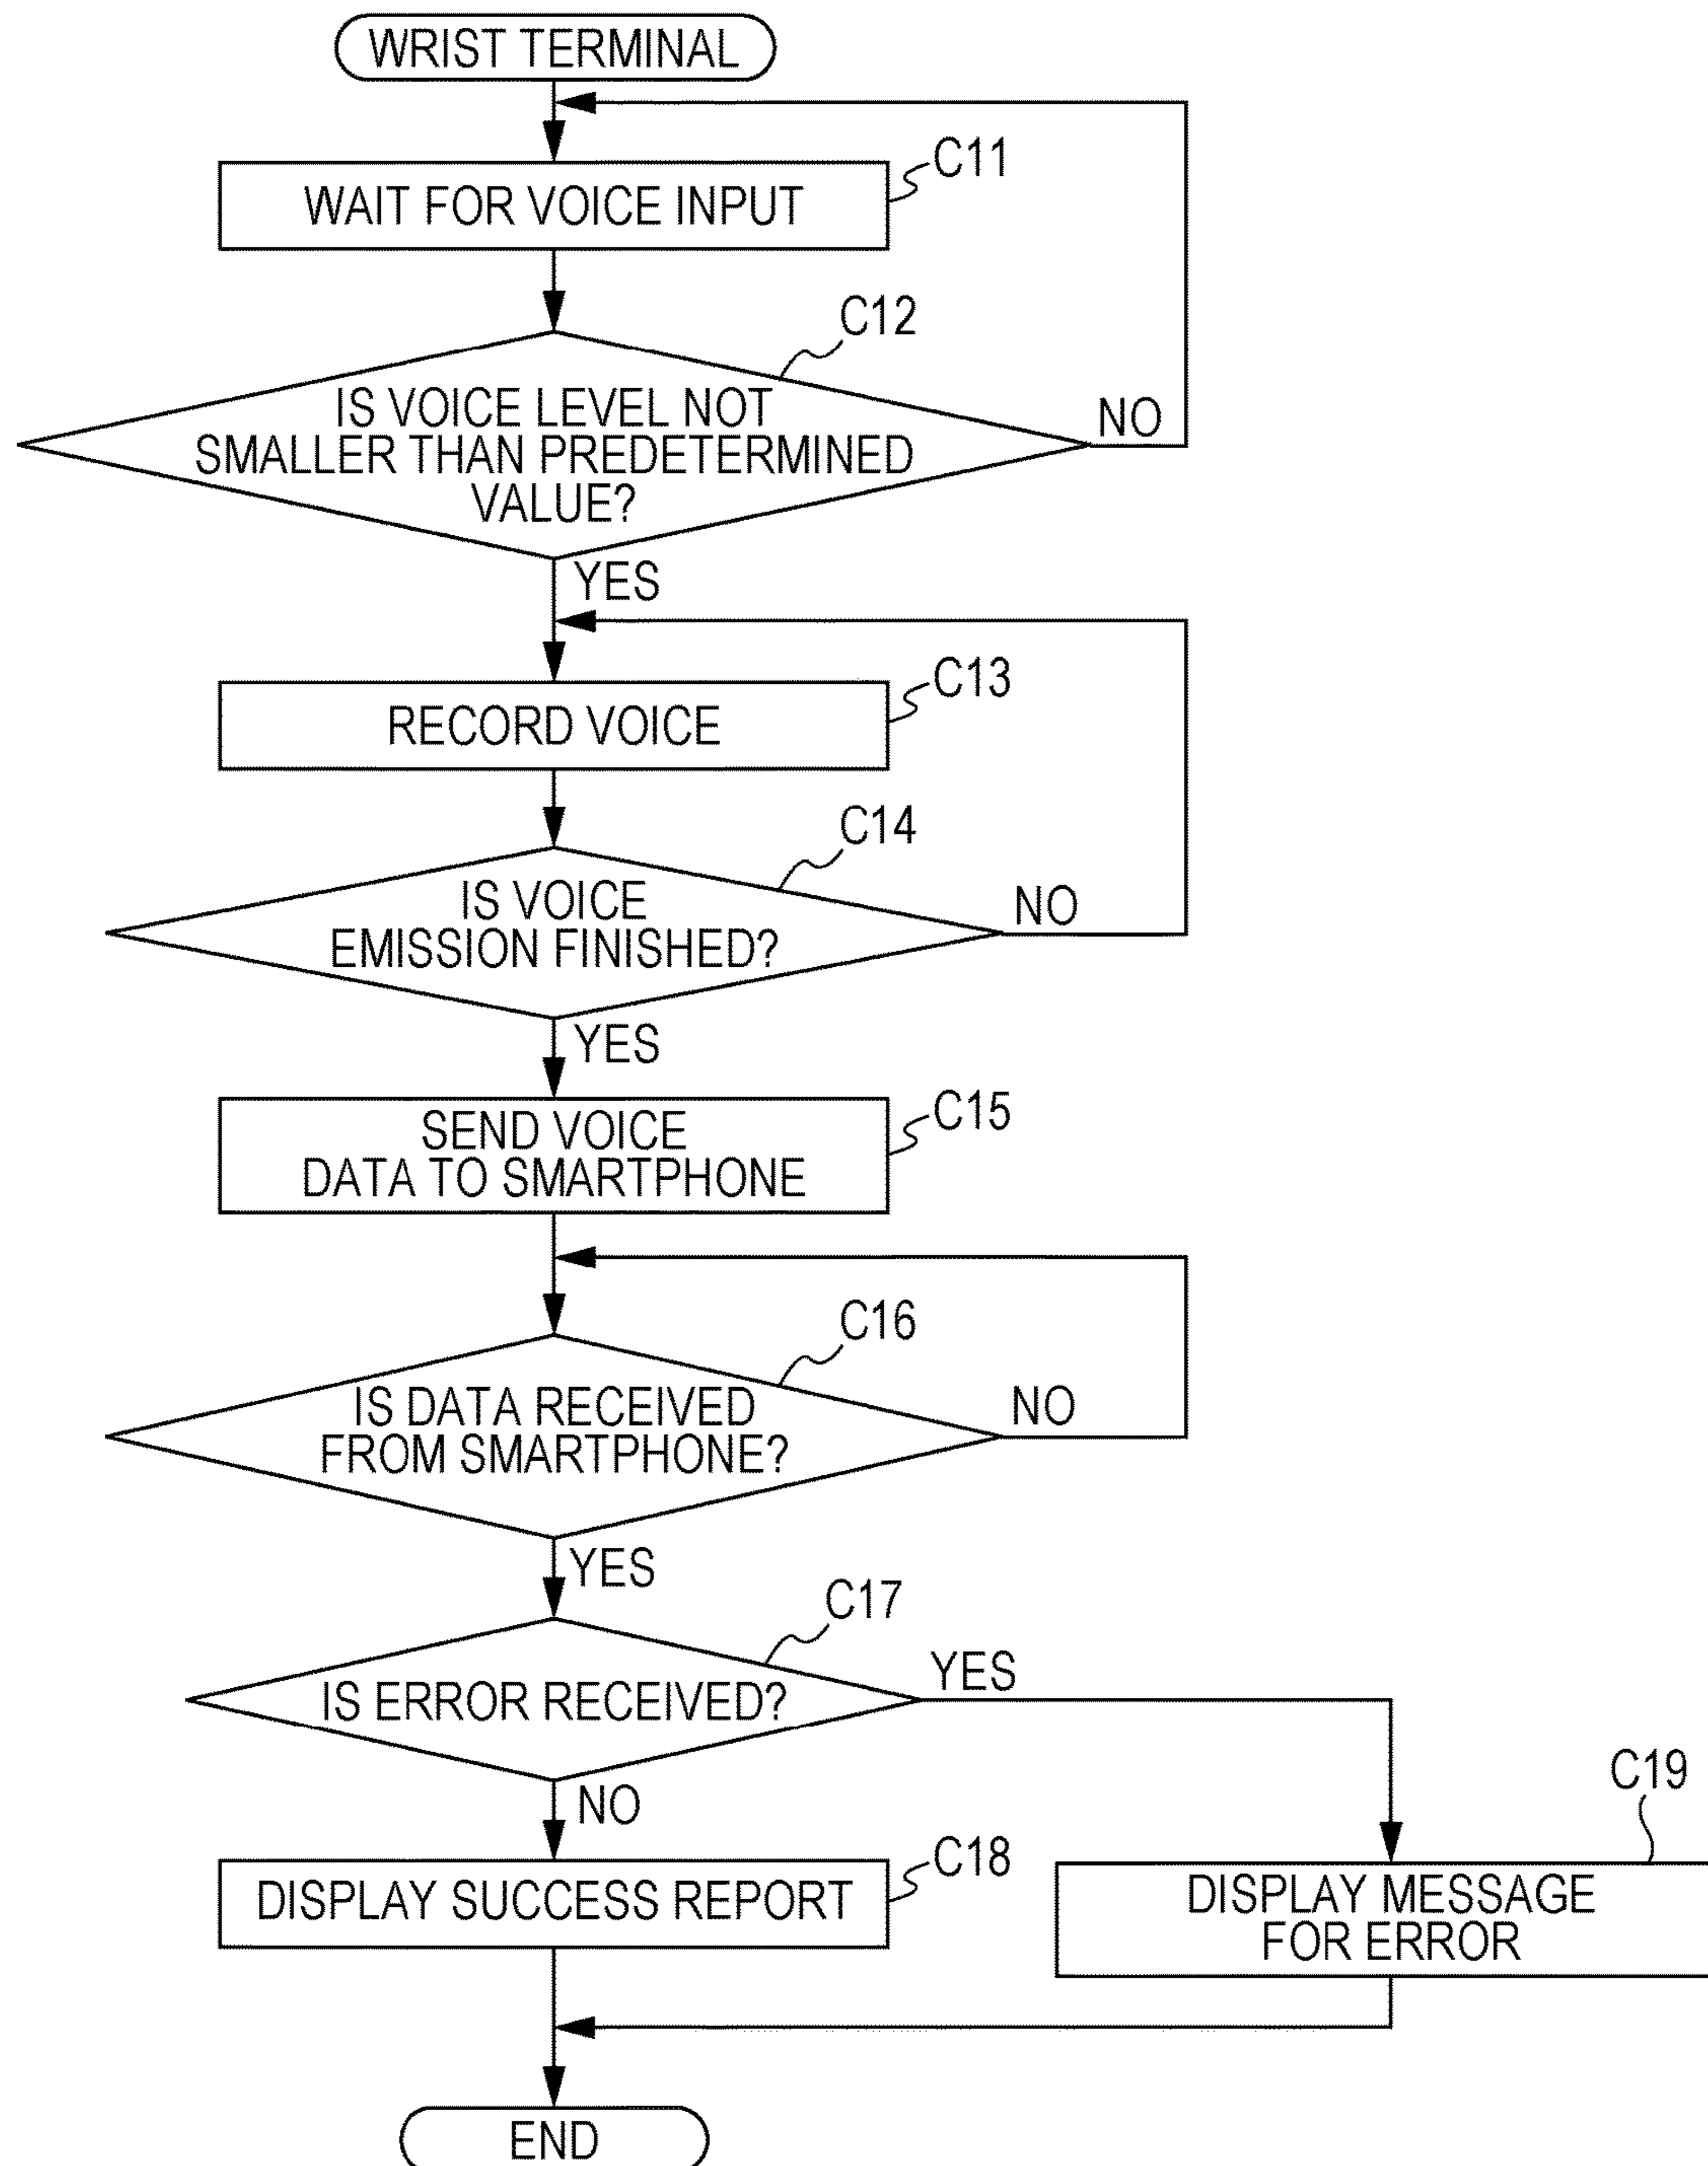 WRIST TERMINAL
C11
WAIT FOR VOICE INPUT
C12
IS VOICE LEVEL NOT
SMALLER THAN PREDETERMINED
VALUE?
NO
YES
C13
RECORD VOICE
C14
IS VOICE
EMISSION FINISHED?
NO
YES
C15
SEND VOICE
DATA TO SMARTPHONE
C16
IS DATA RECEIVED
FROM SMARTPHONE?
NO
YES
C17
IS ERROR RECEIVED?
YES
NO
C18
DISPLAY SUCCESS REPORT
C19
DISPLAY MESSAGE
FOR ERROR
END